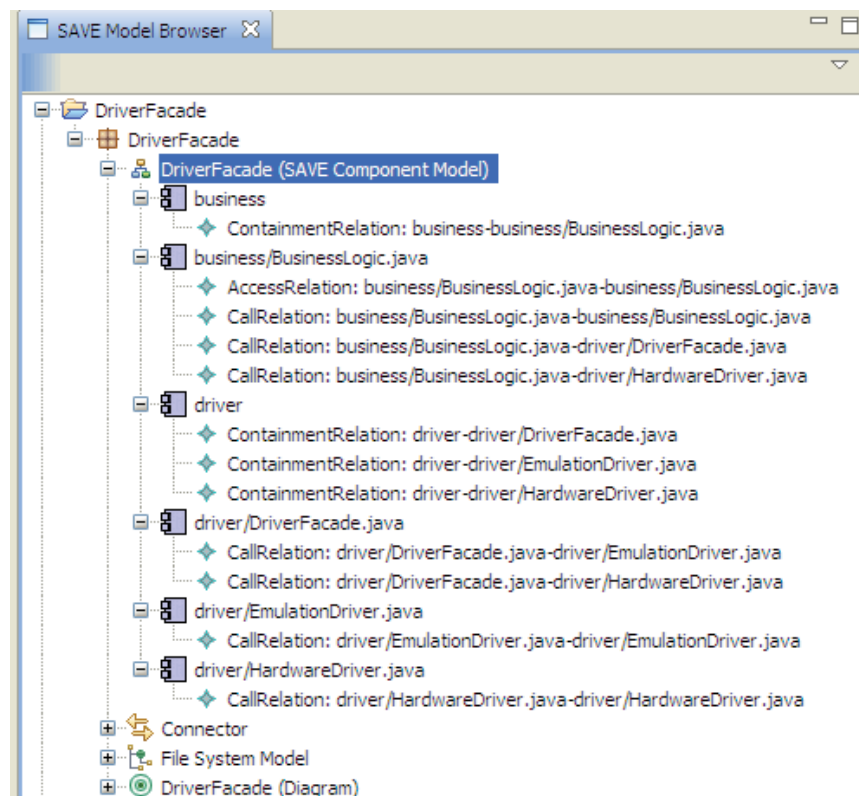 SAVE Model Browser
DriverFacade
DriverFacade
DriverFacade (SAVE Component Model)
business
ContainmentRelation: business-business/BusinessLogic.java
business/BusinessLogic.java
AccessRelation: business/BusinessLogic.java-business/BusinessLogic.java
CallRelation: business/BusinessLogic.java-business/BusinessLogic.java
CallRelation: business/BusinessLogic.java-driver/DriverFacade.java
CallRelation: business/BusinessLogic.java-driver/HardwareDriver.java
driver
ContainmentRelation: driver-driver/DriverFacade.java
ContainmentRelation: driver-driver/EmulationDriver.java
ContainmentRelation: driver-driver/HardwareDriver.java
driver/DriverFacade.java
CallRelation: driver/DriverFacade.java-driver/EmulationDriver.java
CallRelation: driver/DriverFacade.java-driver/HardwareDriver.java
driver/EmulationDriver.java
CallRelation: driver/EmulationDriver.java-driver/EmulationDriver.java
driver/HardwareDriver.java
CallRelation: driver/HardwareDriver.java-driver/HardwareDriver.java
Connector
File System Model
DriverFacade (Diagram)